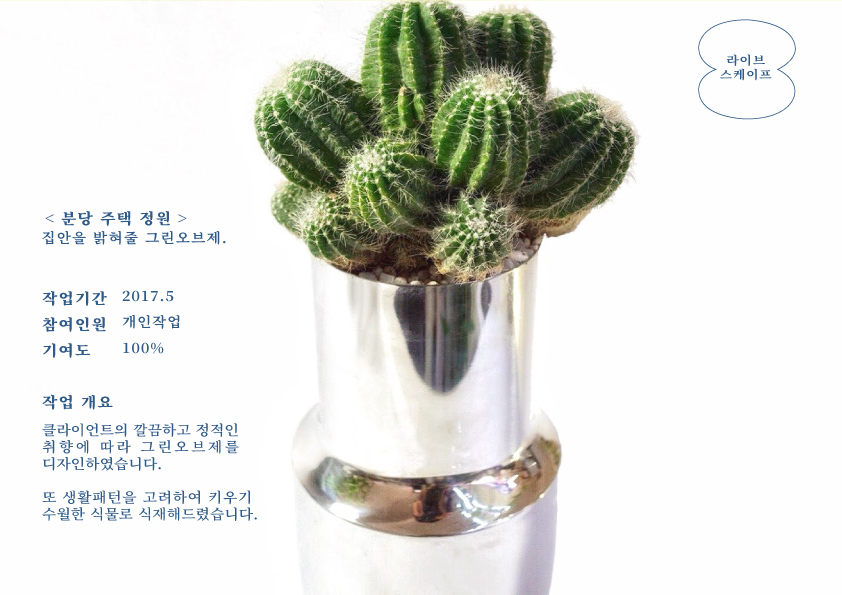 라이브
스케이프
< 분당 주택 정원 >
집안을 밝혀줄 그린오브제.
작업기간 2017.5
참여인원 개인작업
기여도 100%
작업 개요
클라이언트의 깔끔하고 정적인
취향에 따라 그린오브제를
디자인하였습니다.
또 생활패턴을 고려하여 키우기
수월한 식물로 식재해드렸습니다.